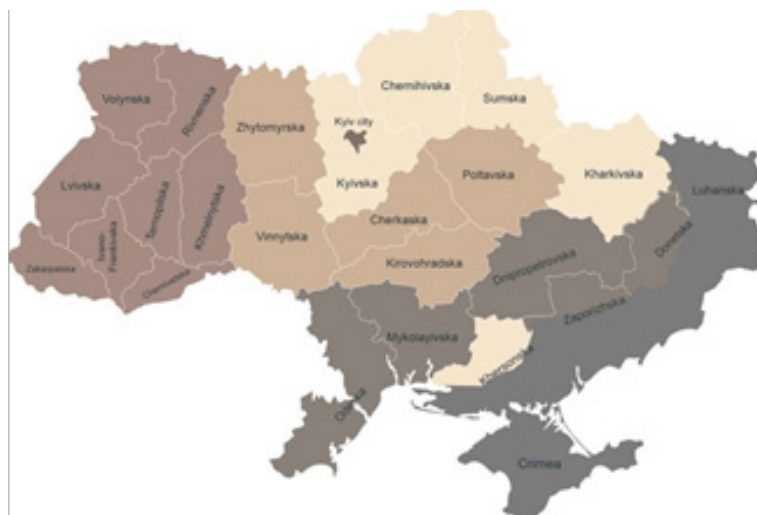 Volynska
Rivnenska
Zhytomyrska
Kyiv city
Kyivska
Chernihivska
Sumska
Lvivska
Ternopilska
Khmelnytska
Ivano-
Frankivska
Zakarpatska
Chernivetska
Vinnytska
Cherkaska
Poltavska
Kharkivska
Luhanska
Kirovohradska
Dnipropetrovska
Donetska
Zaporizhska
Mykolayivska
Khersonska
Odeska
Crimea